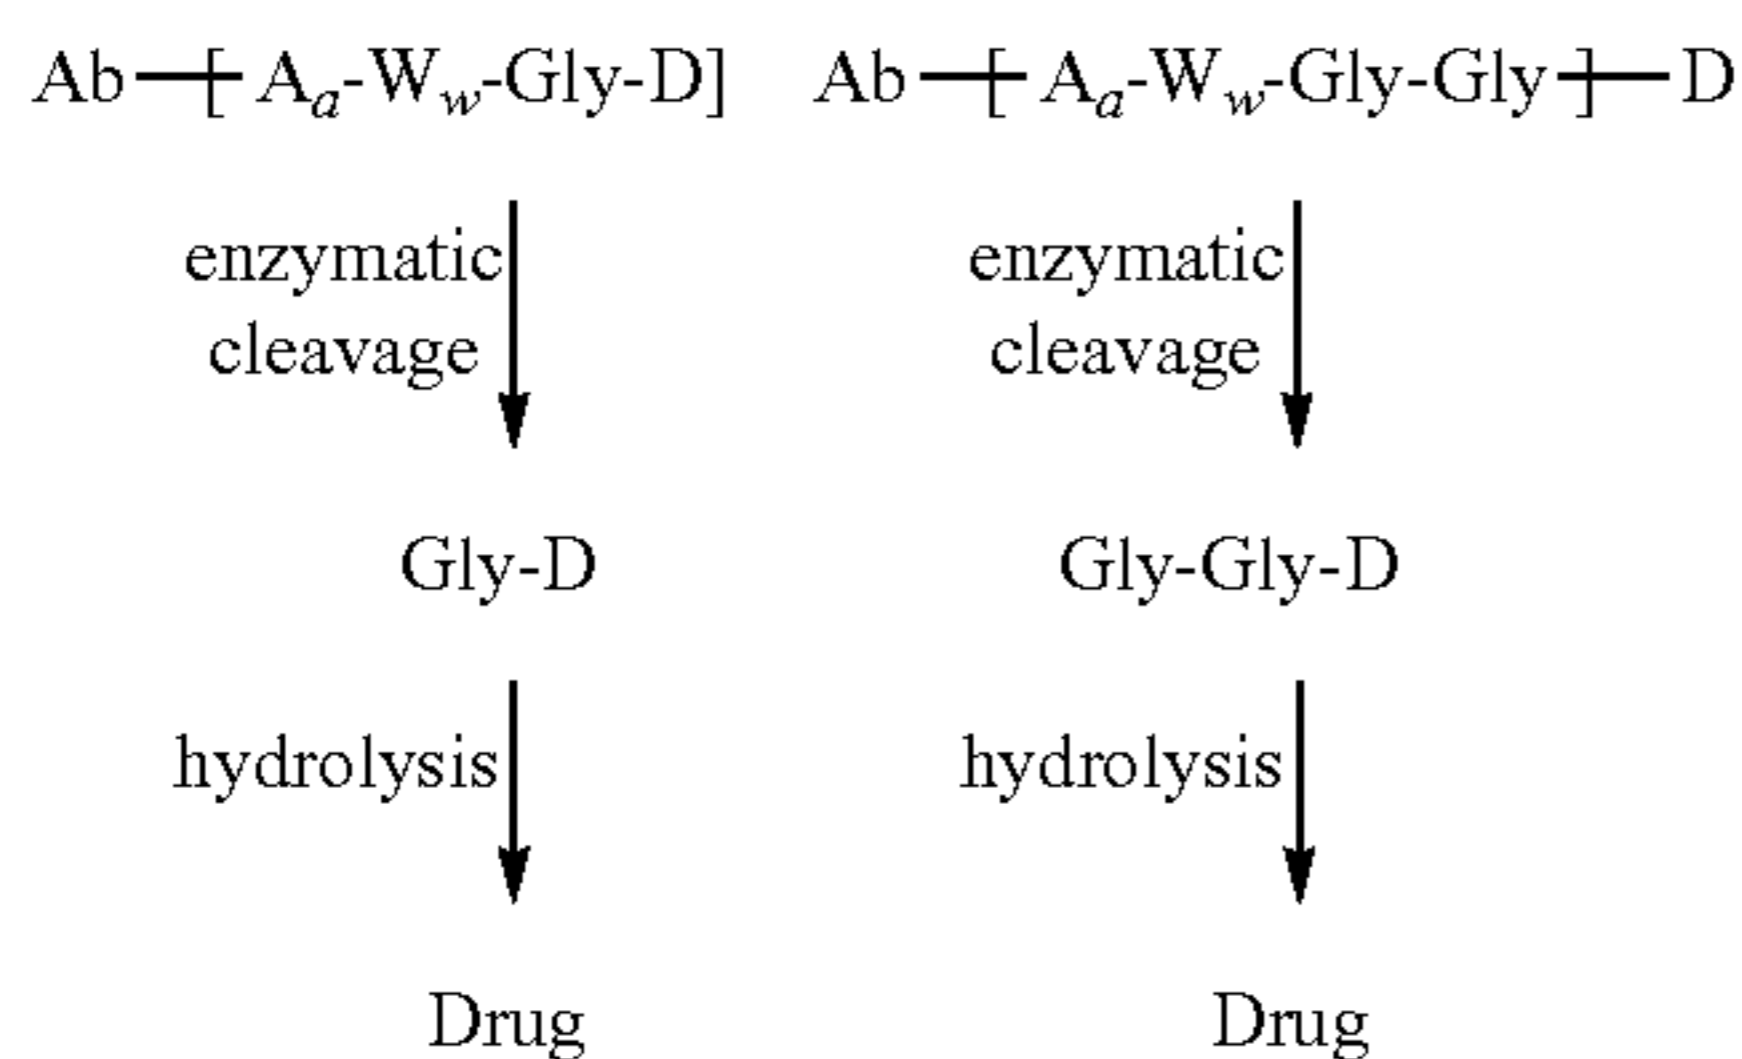 Ab—[Aa-Ww-Gly-D] Ab—[Aa-Ww-Gly-Gly]—D
enzymatic enzymatic
cleavage cleavage
Gly-D Gly-Gly-D
hydrolysis hydrolysis
Drug Drug